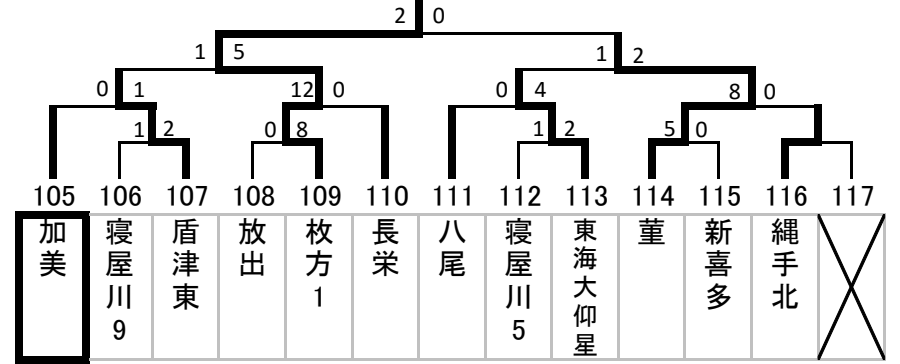 2 0
1 5 1 2
0 1 12 0 0 4 8 0
1 2 0 8 1 2 5 0
105 106 107 108 109 110 111 112 113 114 115 116 117
加美
寝屋川9
盾津東
放出
枚方1
長栄
八尾
寝屋川5
東海大仰星
菫
新喜多
縄手北